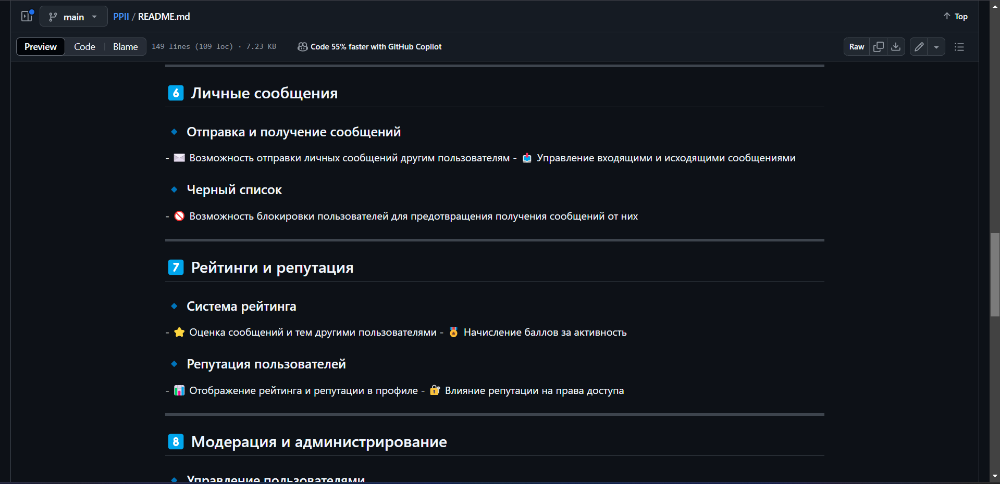 main PPII / README.md Top
Preview Code Blame 149 lines (109 loc) · 7.23 KB Code 55% faster with GitHub Copilot Raw
6 Личные сообщения
Отправка и получение сообщений
- ✉️ Возможность отправки личных сообщений другим пользователям - 📥 Управление входящими и исходящими сообщениями
Черный список
- 🚫 Возможность блокировки пользователей для предотвращения получения сообщений от них
7 Рейтинги и репутация
Система рейтинга
- ⭐ Оценка сообщений и тем другими пользователями - 🏅 Начисление баллов за активность
Репутация пользователей
- 📊 Отображение рейтинга и репутации в профиле - 🔐 Влияние репутации на права доступа
8 Модерация и администрирование
Управление пользователями